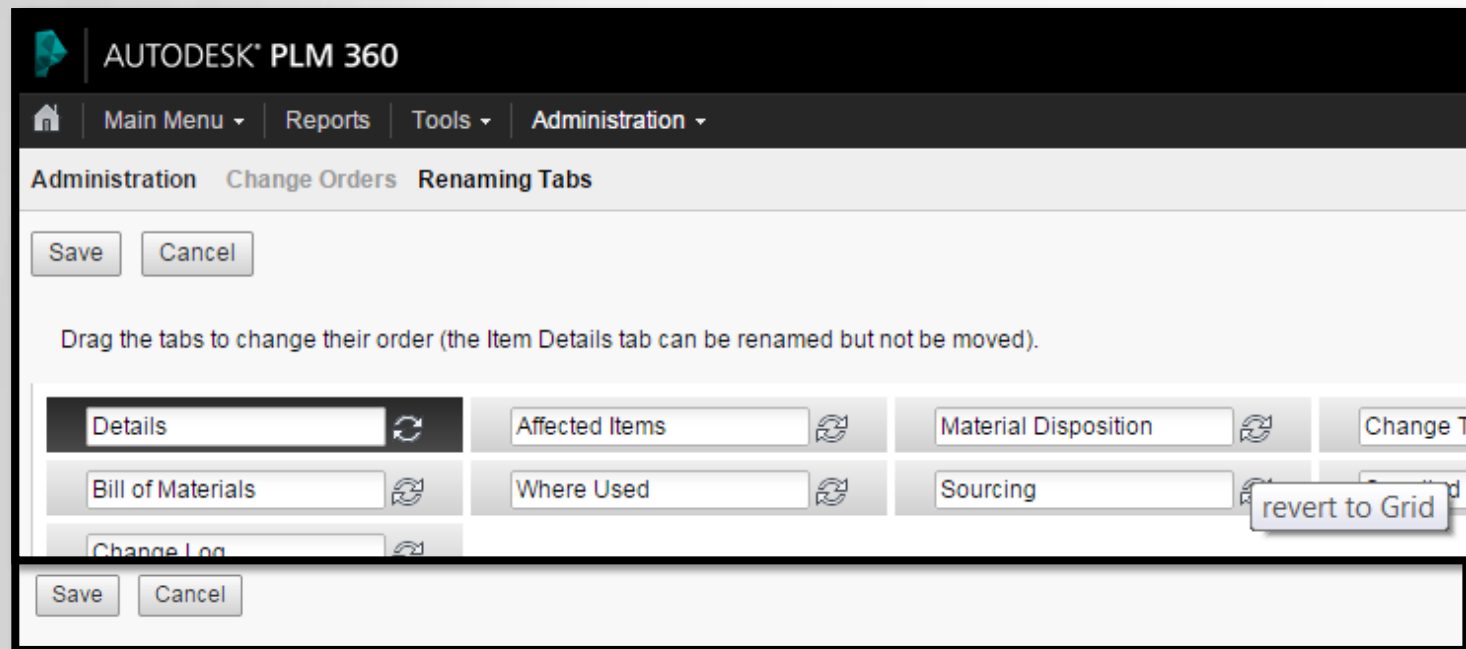 AUTODESK® PLM 360
Main Menu Reports Tools Administration
Administration Change Orders Renaming Tabs
Save Cancel
Drag the tabs to change their order (the Item Details tab can be renamed but not be moved).
Details Affected Items Material Disposition Change T
Bill of Materials Where Used Sourcing
revert to Grid
Change Log
Save Cancel